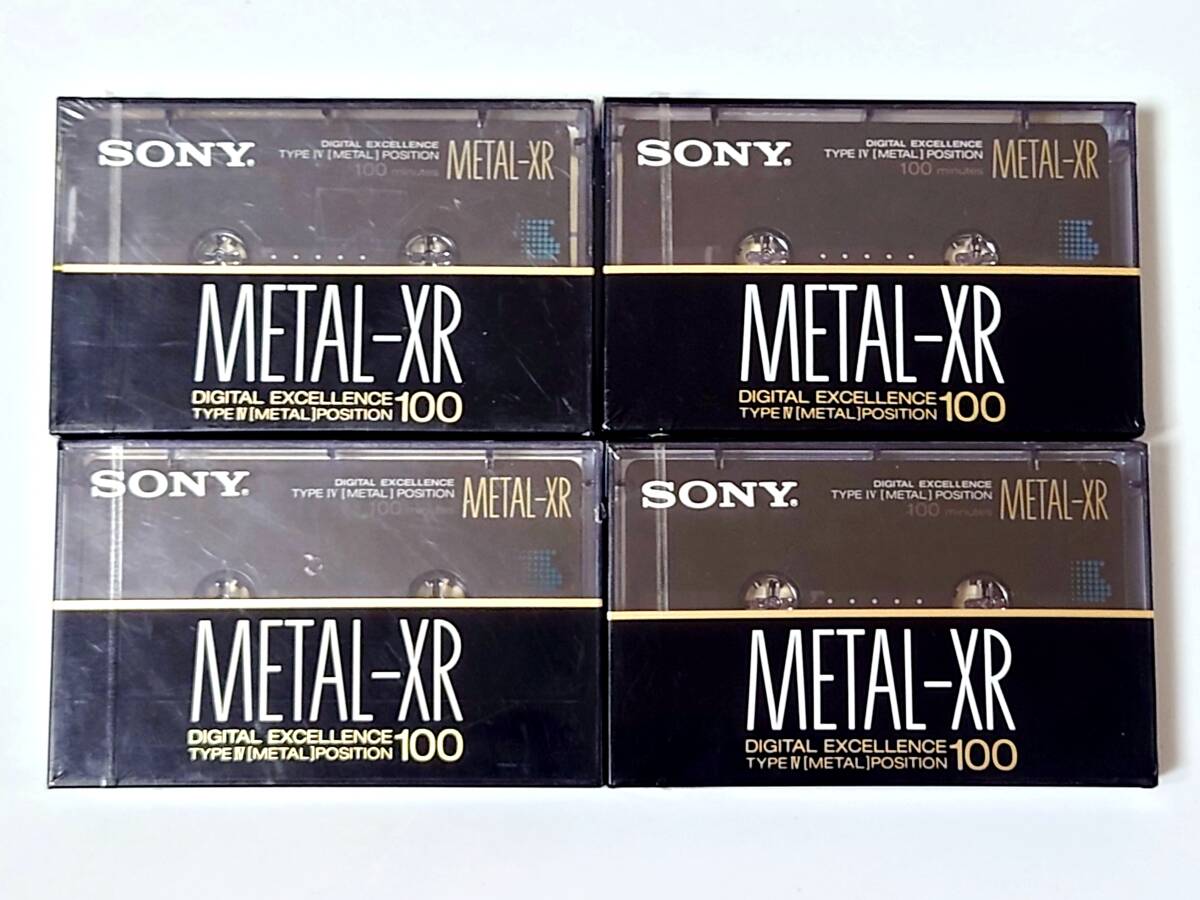 SONY.
DIGITAL EXCELLENCE
TYPE IV [METAL] POSITION METAL-XR
100 minutes
METAL-XR
DIGITAL EXCELLENCE
TYPE IV [METAL] POSITION 100
SONY.
DIGITAL EXCELLENCE
TYPE IV [METAL] POSITION METAL-XR
100 minutes
METAL-XR
DIGITAL EXCELLENCE
TYPE IV [METAL] POSITION 100
SONY.
DIGITAL EXCELLENCE
TYPE IV [METAL] POSITION METAL-XR
100 minutes
METAL-XR
DIGITAL EXCELLENCE
TYPE IV [METAL] POSITION 100
SONY.
DIGITAL EXCELLENCE
TYPE IV [METAL] POSITION METAL-XR
100 minutes
METAL-XR
DIGITAL EXCELLENCE
TYPE IV [METAL] POSITION 100